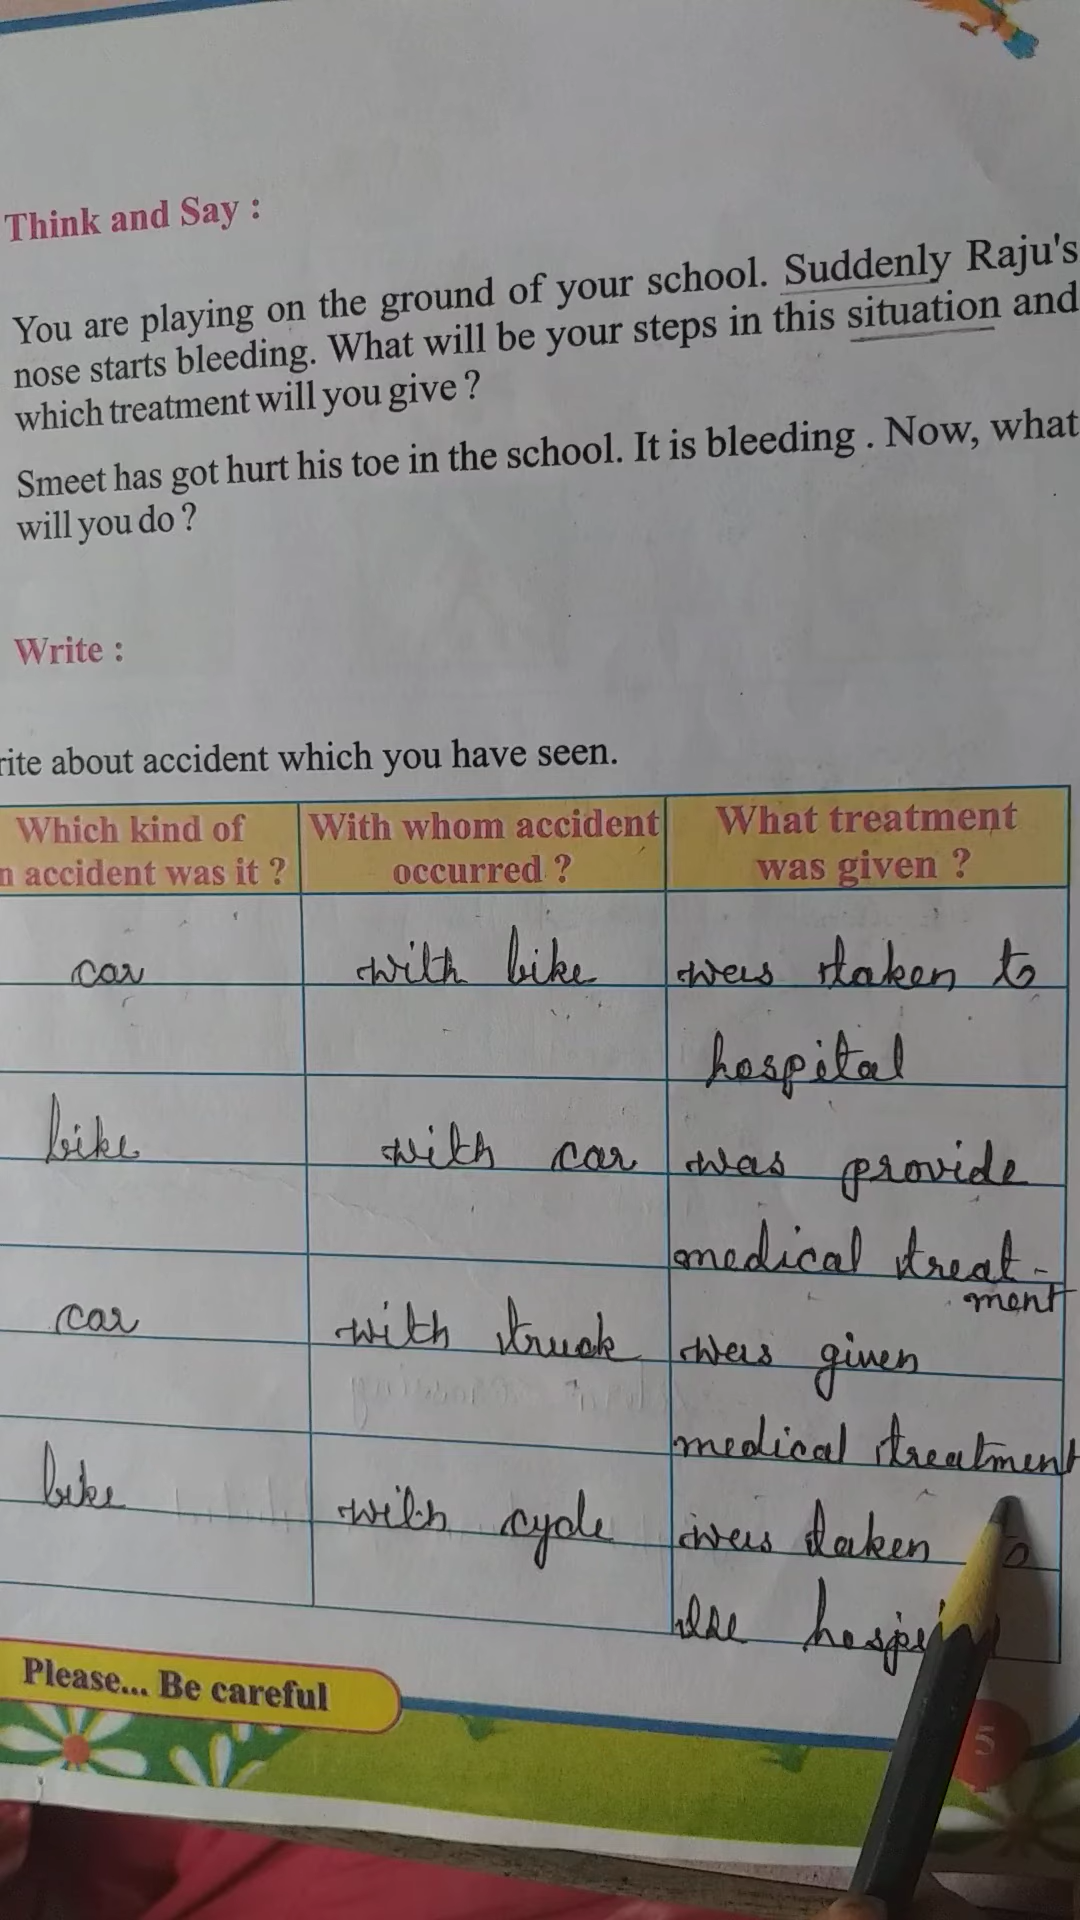 Think and Say :
You are playing on the ground of your school. Suddenly Raju's
nose starts bleeding. What will be your steps in this situation and
which treatment will you give ?
Smeet has got hurt his toe in the school. It is bleeding . Now, what
will you do ?
Write :
rite about accident which you have seen.
Which kind of
n accident was it ?
With whom accident
occurred ?
What treatment
was given ?
car with bike was taken to
hospital
bike with car was provide
medical treat-
ment
car with truck was given
medical treatment
bike with cycle was taken
the
Please... Be careful
5